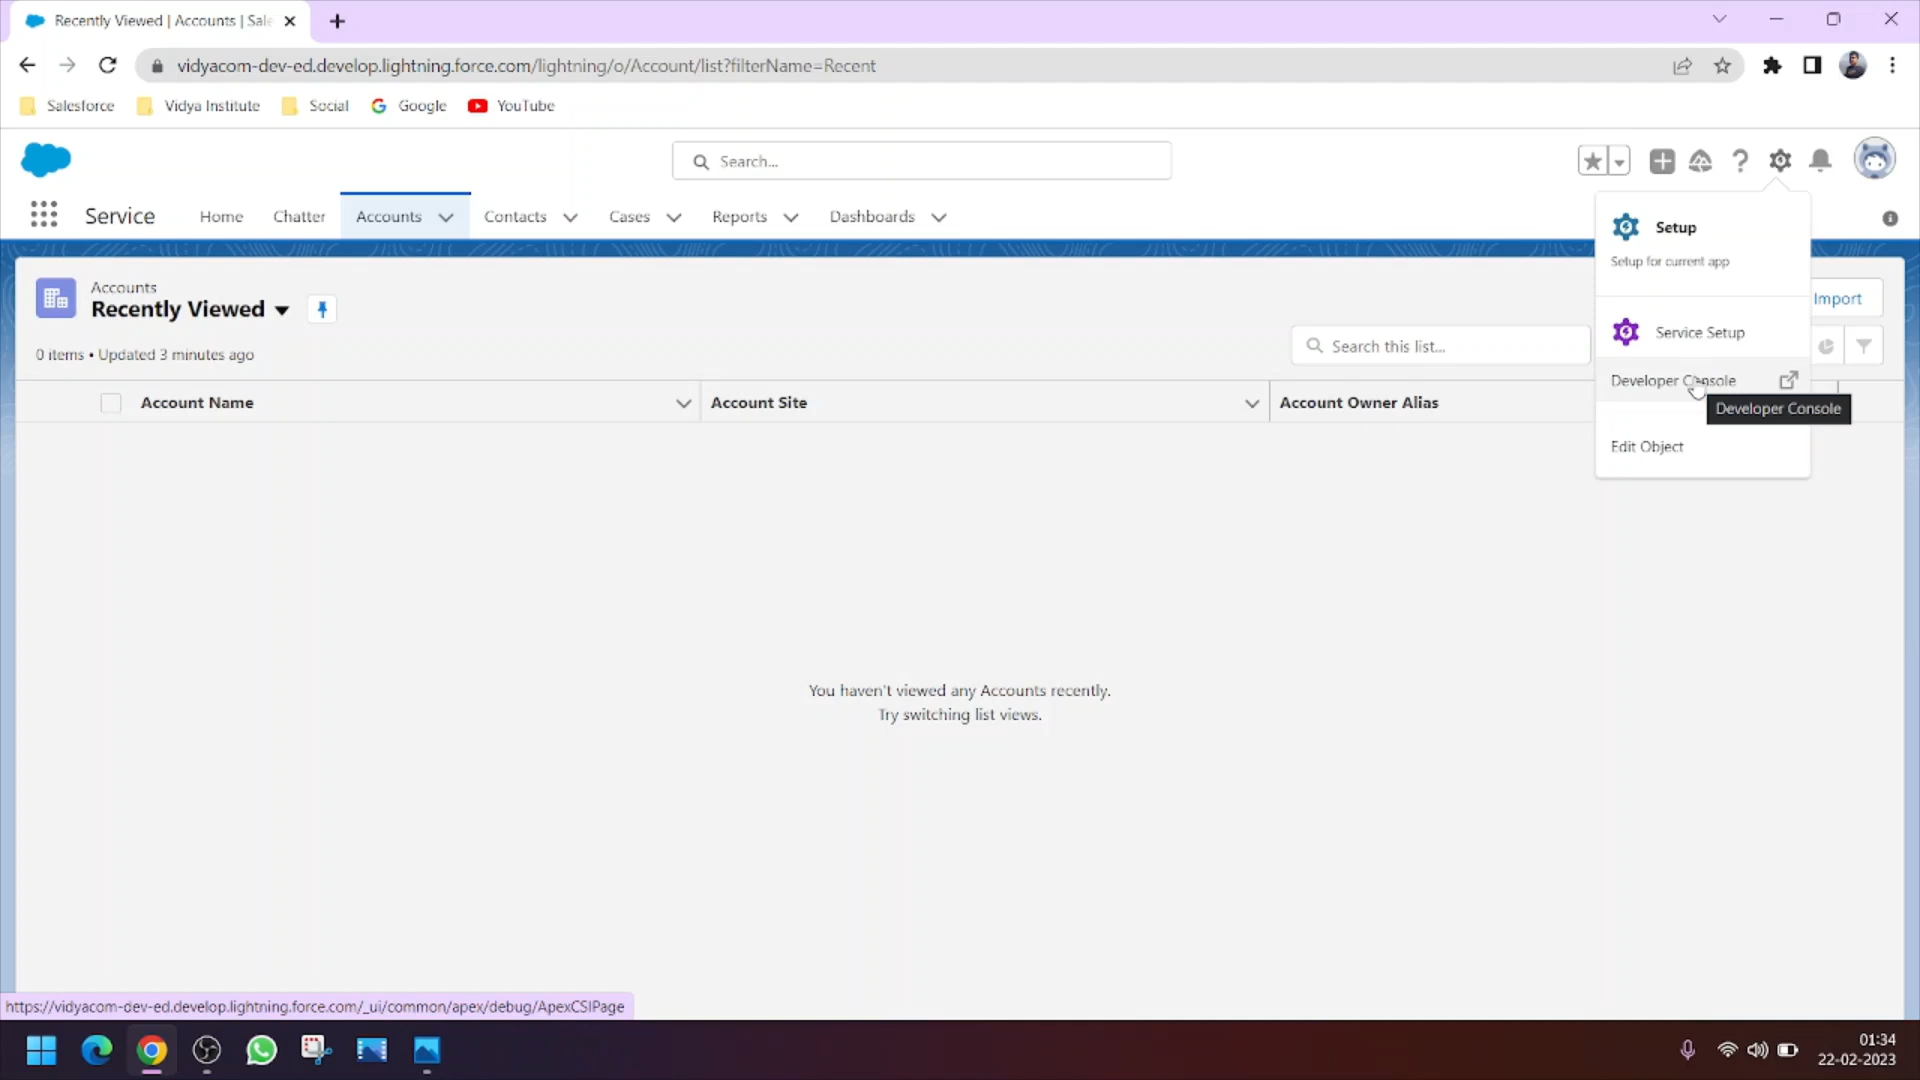 Recently Viewed | Accounts | Sale
vidyacom-dev-ed.develop.lightning.force.com/lightning/o/Account/list?filterName=Recent
Salesforce
Vidya Institute
Social
Google
YouTube
Search...
Service
Home
Chatter
Accounts
Contacts
Cases
Reports
Dashboards
Setup
Setup for current app
Service Setup
Developer Console
Developer Console
Edit Object
Import
Accounts
Recently Viewed
0 items • Updated 3 minutes ago
Search this list...
Account Name
Account Site
Account Owner Alias
You haven't viewed any Accounts recently.
Try switching list views.
https://vidyacom-dev-ed.develop.lightning.force.com/_ui/common/apex/debug/ApexCSIPage
01:34
22-02-2023